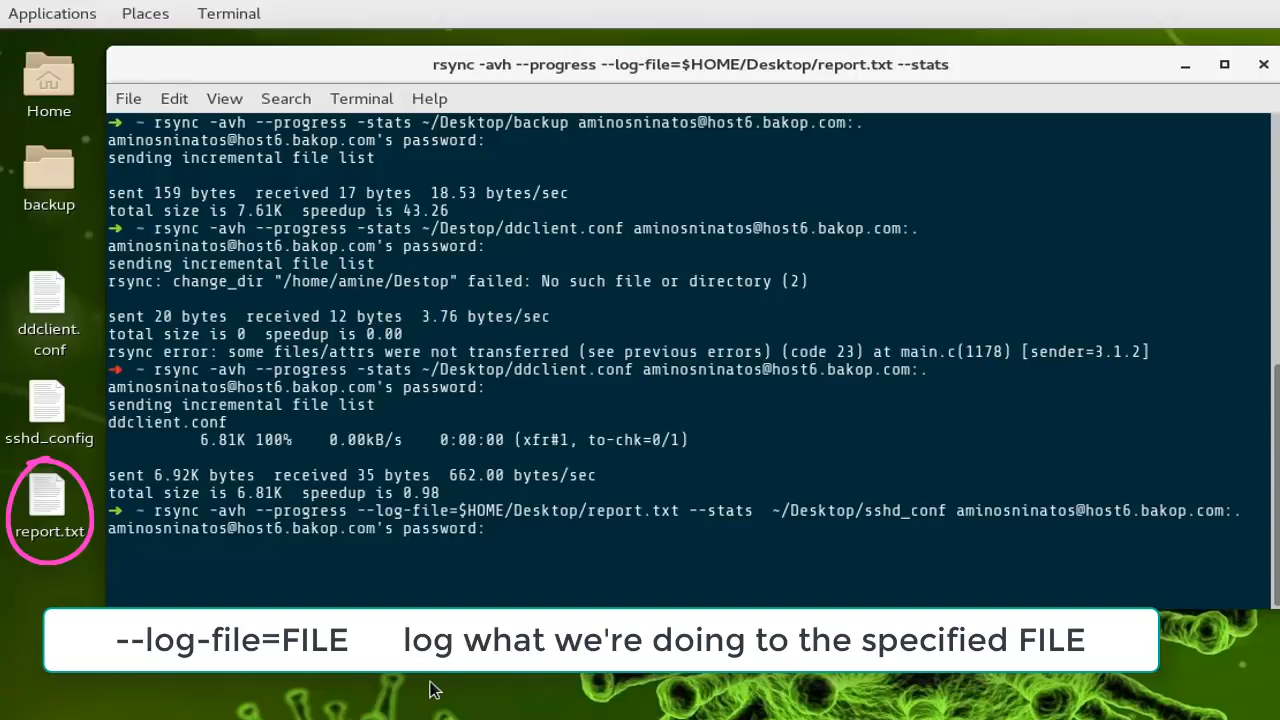 Applications Places Terminal
rsync -avh --progress --log-file=$HOME/Desktop/report.txt --stats
File Edit View Search Terminal Help
Home
backup
ddclient.
conf
sshd_config
report.txt
➜ ~ rsync -avh --progress -stats ~/Desktop/backup aminosninatos@host6.bakop.com:.
aminosninatos@host6.bakop.com's password:
sending incremental file list
sent 159 bytes  received 17 bytes  18.53 bytes/sec
total size is 7.61K  speedup is 43.26
➜ ~ rsync -avh --progress -stats ~/Destop/ddclient.conf aminosninatos@host6.bakop.com:.
aminosninatos@host6.bakop.com's password:
sending incremental file list
rsync: change_dir "/home/amine/Destop" failed: No such file or directory (2)
sent 20 bytes  received 12 bytes  3.76 bytes/sec
total size is 0  speedup is 0.00
rsync error: some files/attrs were not transferred (see previous errors) (code 23) at main.c(1178) [sender=3.1.2]
➜ ~ rsync -avh --progress -stats ~/Desktop/ddclient.conf aminosninatos@host6.bakop.com:.
aminosninatos@host6.bakop.com's password:
sending incremental file list
ddclient.conf
6.81K 100%    0.00kB/s    0:00:00 (xfr#1, to-chk=0/1)
sent 6.92K bytes  received 35 bytes  662.00 bytes/sec
total size is 6.81K  speedup is 0.98
➜ ~ rsync -avh --progress --log-file=$HOME/Desktop/report.txt --stats  ~/Desktop/sshd_conf aminosninatos@host6.bakop.com:.
aminosninatos@host6.bakop.com's password:
--log-file=FILE log what we're doing to the specified FILE